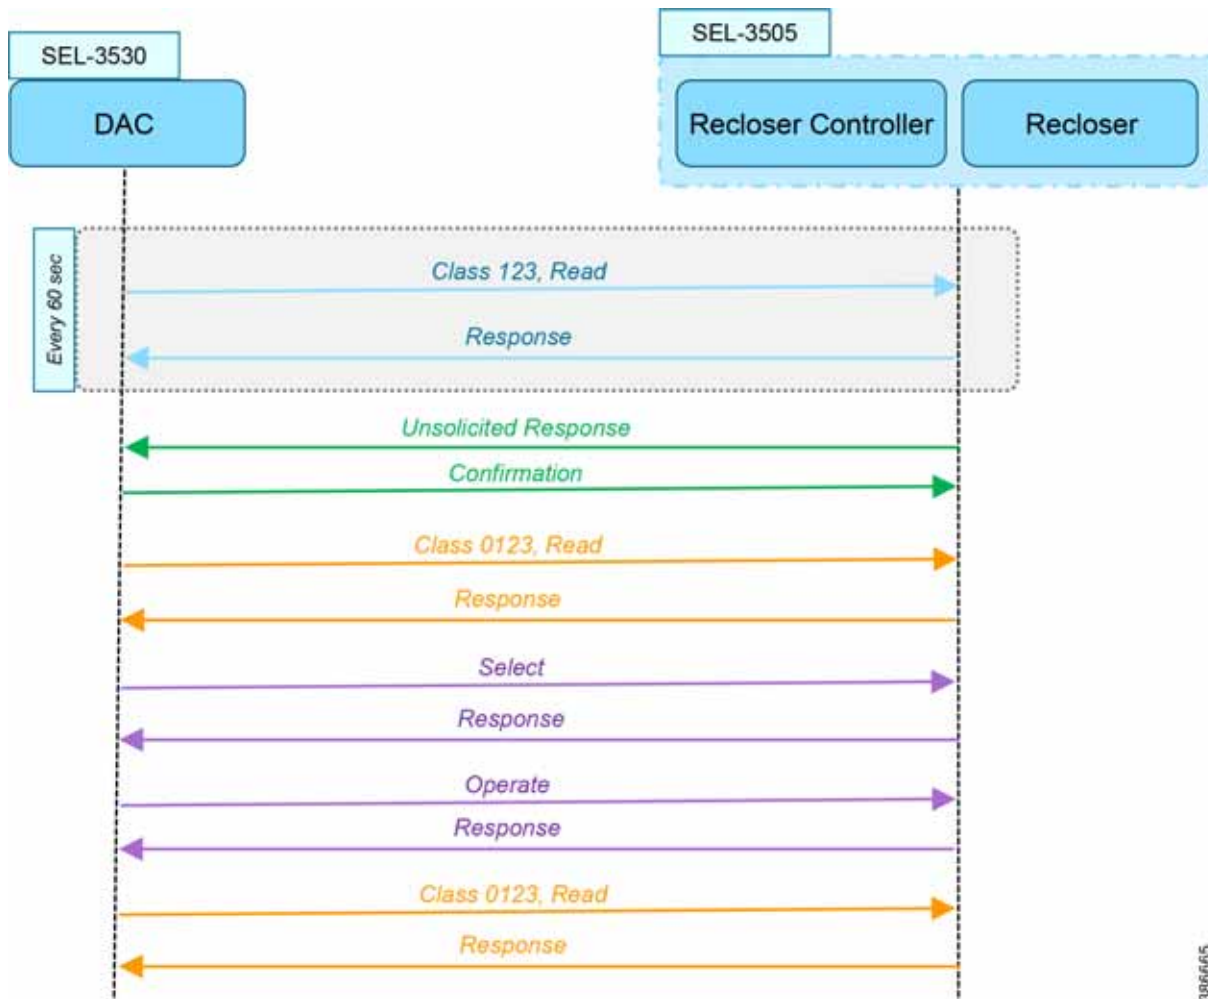 SEL-3505
SEL-3530
DAC
Recloser Controller
Recloser
Every 60 sec
Class 123, Read
Response
Unsolicited Response
Confirmation
Class 0123, Read
Response
Select
Response
Operate
Response
Class 0123, Read
Response